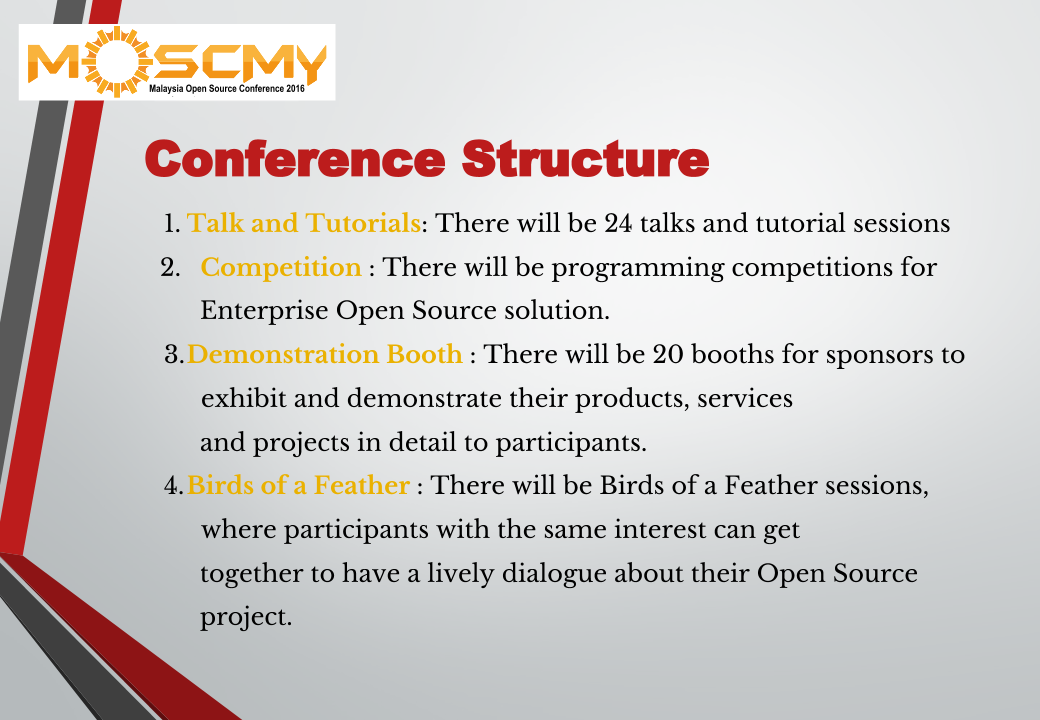 MOSCMY
Malaysia Open Source Conference 2016
Conference Structure
1. Talk and Tutorials: There will be 24 talks and tutorial sessions
2. Competition : There will be programming competitions for
Enterprise Open Source solution.
3. Demonstration Booth : There will be 20 booths for sponsors to
exhibit and demonstrate their products, services
and projects in detail to participants.
4. Birds of a Feather : There will be Birds of a Feather sessions,
where participants with the same interest can get
together to have a lively dialogue about their Open Source
project.